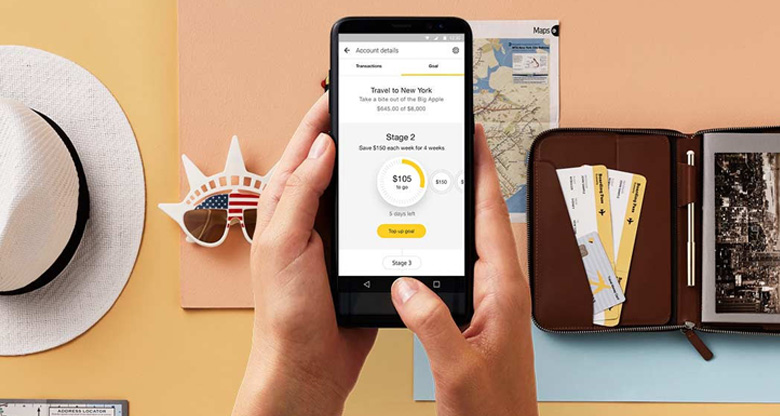 Maps
Account details
Transactions
Goal
Travel to New York
Take a bite out of the Big Apple
$645.00 of $8,000
Stage 2
Save $150 each week for 4 weeks
$105
to go
$150
5 days left
Top up goal
Stage 3
Boarding Pass
Boarding Pass
ADDRESS LOCATOR